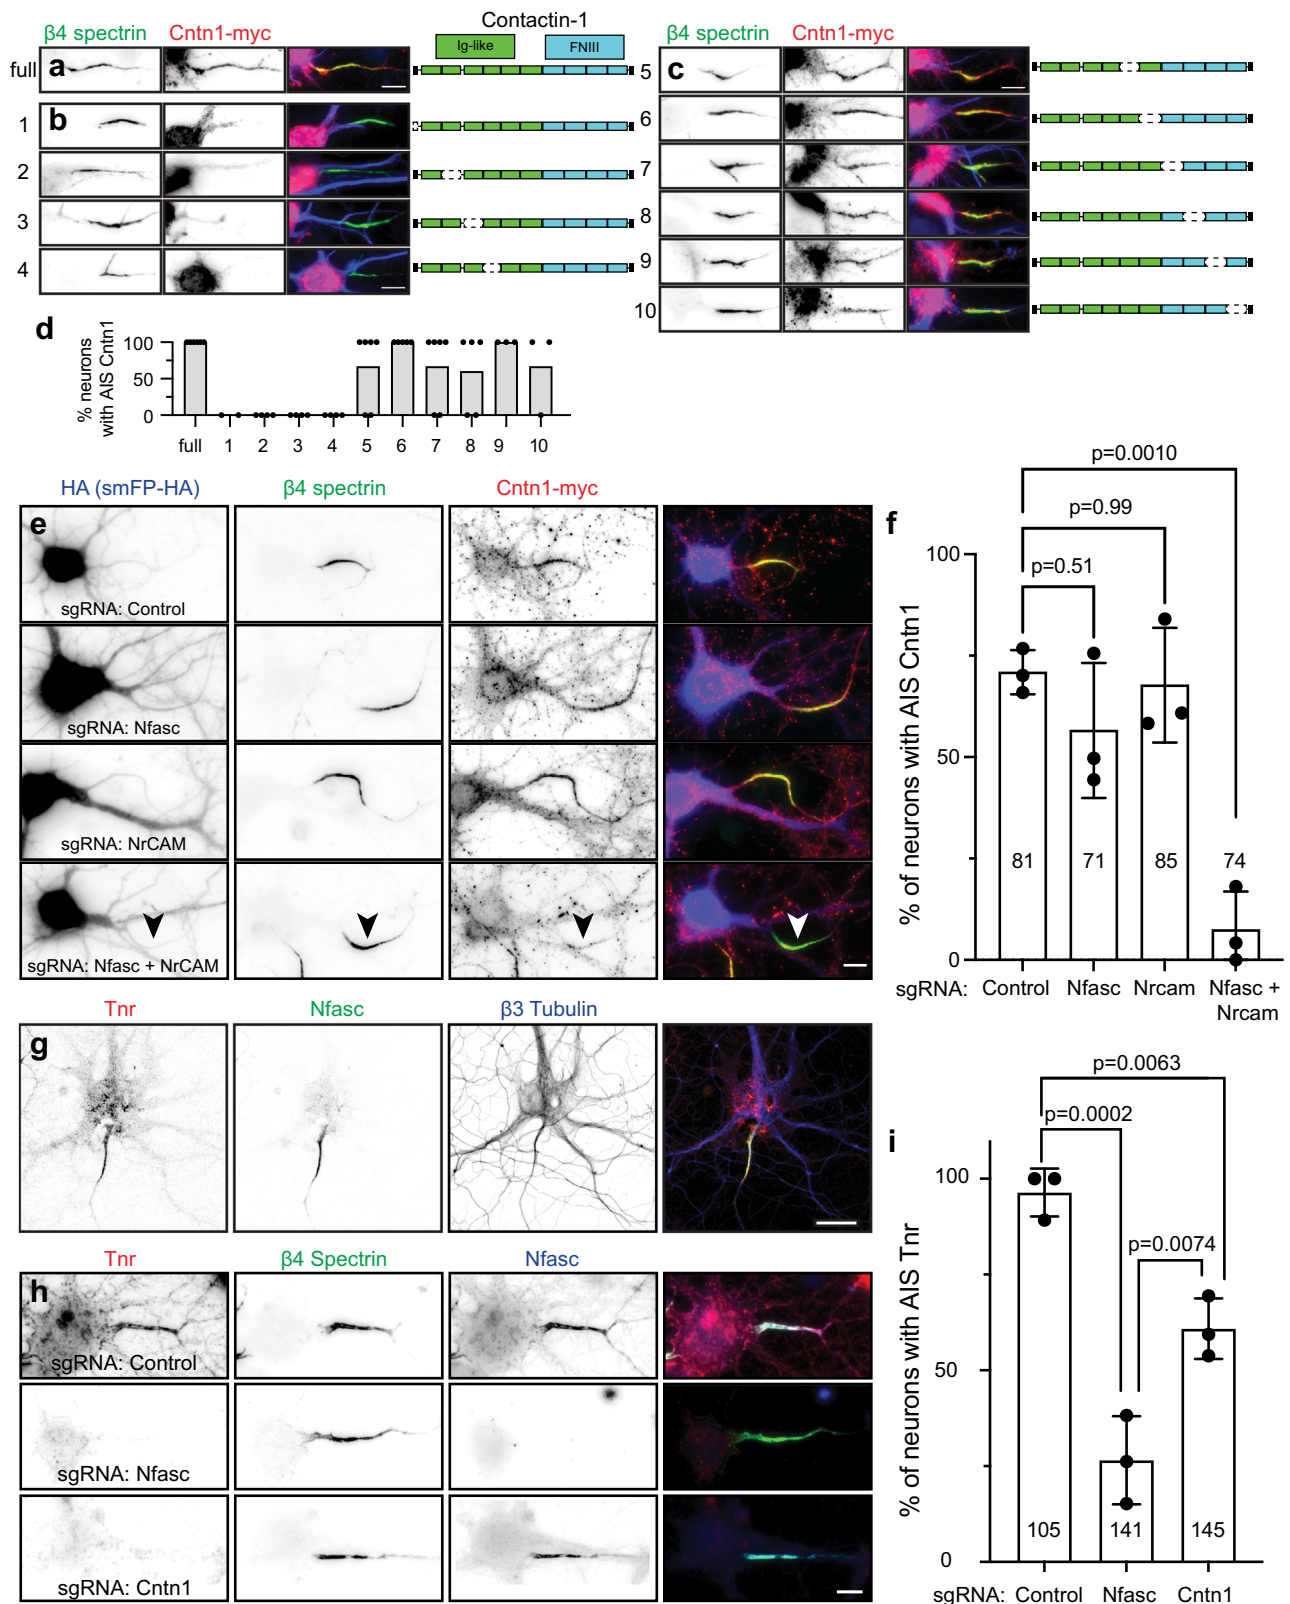 Contactin-1
β4 spectrin Cntn1-myc
Ig-like FNIII
full a
b
1
2
3
4
β4 spectrin Cntn1-myc
5 c
6
7
8
9
10
d
% neurons
with AIS Cntn1
100
50
0
full 1 2 3 4 5 6 7 8 9 10
HA (smFP-HA) β4 spectrin Cntn1-myc
e
sgRNA: Control
sgRNA: Nfasc
sgRNA: NrCAM
sgRNA: Nfasc + NrCAM
f
p=0.0010
p=0.99
p=0.51
% of neurons with AIS Cntn1
100
50
0
81 71 85 74
sgRNA: Control Nfasc Nrcam Nfasc +
Nrcam
Tnr Nfasc β3 Tubulin
g
Tnr β4 Spectrin Nfasc
h
sgRNA: Control
sgRNA: Nfasc
sgRNA: Cntn1
i
p=0.0063
p=0.0002
p=0.0074
% of neurons with AIS Tnr
100
50
0
105 141 145
sgRNA: Control Nfasc Cntn1